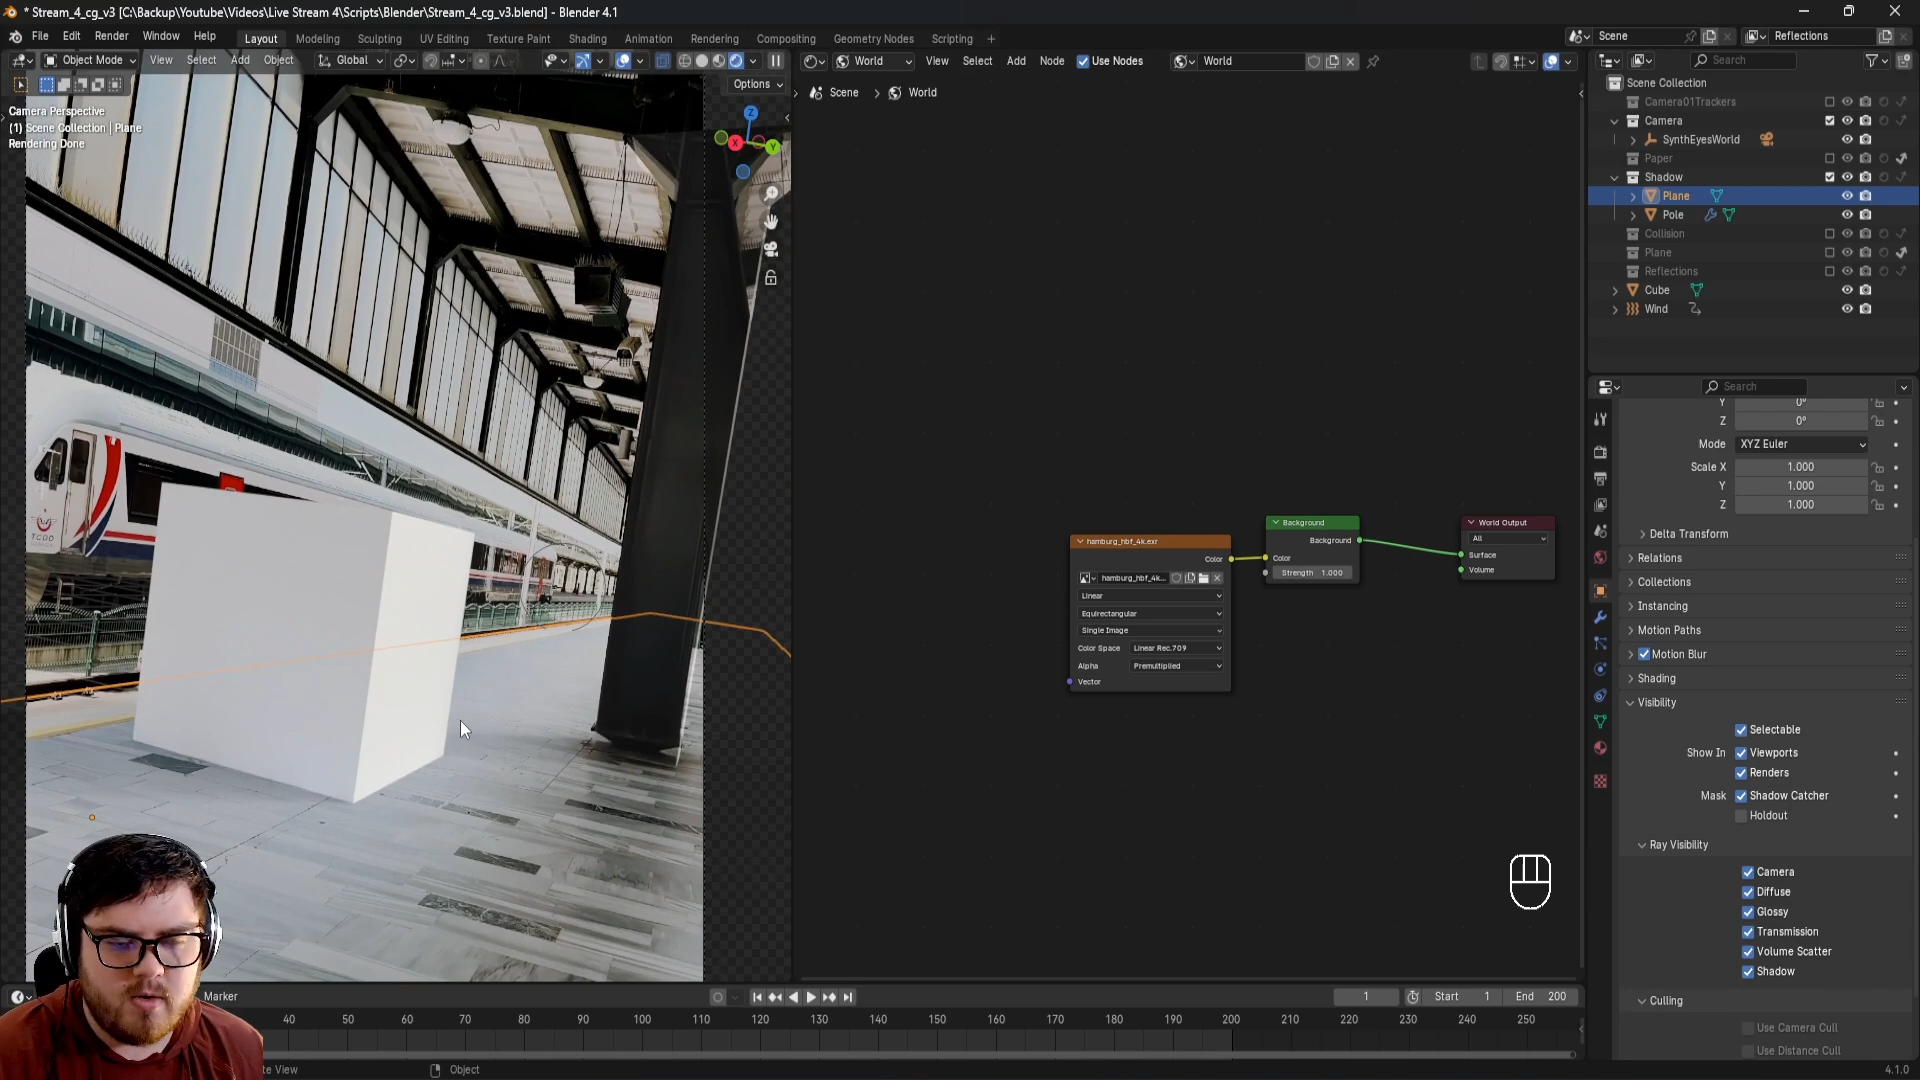 * Stream_4_cg_v3 [C:\Backup\Youtube\Videos\Live Stream 4\Scripts\Blender\Stream_4_cg_v3.blend] - Blender 4.1
File Edit Render Window Help
Layout Modeling Sculpting UV Editing Texture Paint Shading Animation Rendering Compositing Geometry Nodes Scripting +
Scene
Reflections
Object Mode View Select Add Object Global
World View Select Add Node Use Nodes World
Search
Options
Camera Perspective
(1) Scene Collection | Plane
Rendering Done
Z
X
Y
Scene > World
Scene Collection
Camera01Trackers
Camera
SynthEyesWorld
Paper
Shadow
Plane
Pole
Collision
Plane
Reflections
Cube
Wind
Search
Y 0°
Z 0°
Mode XYZ Euler
Scale X 1.000
Y 1.000
Z 1.000
Delta Transform
Relations
Collections
Instancing
Motion Paths
Motion Blur
Shading
Visibility
Selectable
Show In Viewports
Renders
Mask Shadow Catcher
Holdout
Ray Visibility
Camera
Diffuse
Glossy
Transmission
Volume Scatter
Shadow
Culling
Use Camera Cull
Use Distance Cull
hamburg_hbf_4k.exr
Color
hamburg_hbf_4k...
Linear
Equirectangular
Single Image
Color Space Linear Rec.709
Alpha Premultiplied
Vector
Background
Background
Color
Strength 1.000
World Output
All
Surface
Volume
TCDD
Marker
1
Start 1
End 200
40 50 60 70 80 90 100 110 120 130 140 150 160 170 180 190 200 210 220 230 240 250
te View
Object
4.1.0